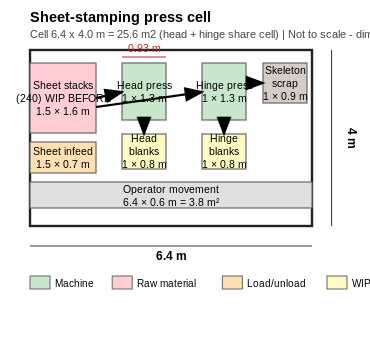 Sheet-stamping press cell
Cell 6.4 x 4.0 m = 25.6 m2 (head + hinge share cell) | Not to scale - dim
0.93 m
Sheet stacks
(240) WIP BEFOR
1.5 × 1.6 m
Head press
1 × 1.3 m
Hinge press
1 × 1.3 m
Skeleton
scrap
1 × 0.9 m
Sheet infeed
1.5 × 0.7 m
Head
blanks
1 × 0.8 m
Hinge
blanks
1 × 0.8 m
4 m
Operator movement
6.4 × 0.6 m = 3.8 m²
6.4 m
Machine
Raw material
Load/unload
WIP